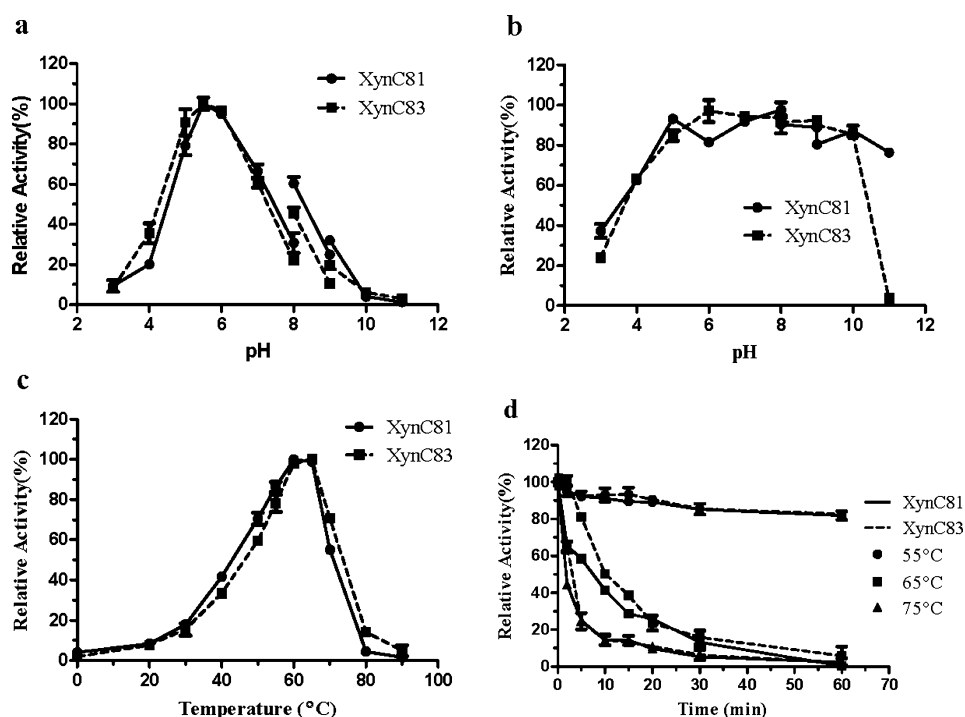 a
Relative Activity(%)
120
100
80
60
40
20
0
2
4
6
8
10
12
pH
XynC81
XynC83
b
Relative Activity(%)
120
100
80
60
40
20
0
2
4
6
8
10
12
pH
XynC81
XynC83
c
Relative Activity(%)
120
100
80
60
40
20
0
0
20
40
60
80
100
Temperature (°C)
XynC81
XynC83
d
Relative Activity(%)
120
100
80
60
40
20
0
0
10
20
30
40
50
60
70
Time (min)
XynC81
XynC83
55°C
65°C
75°C